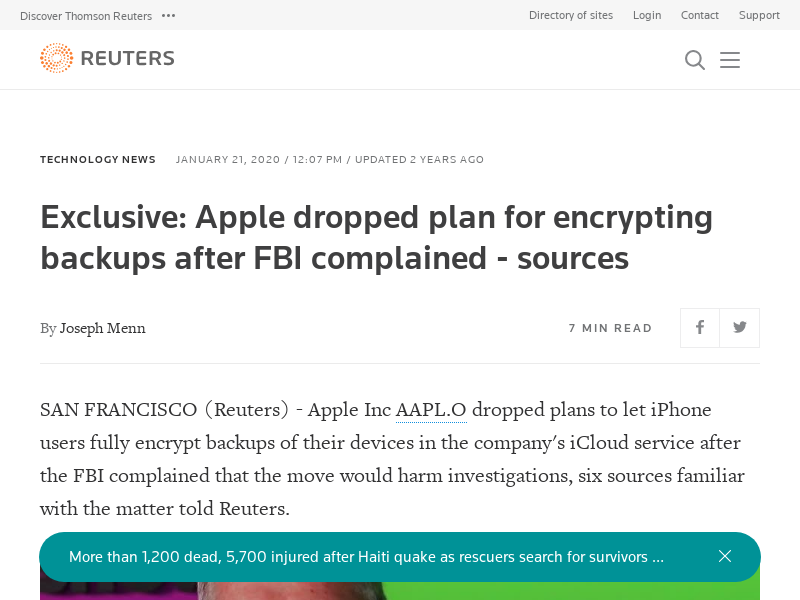 Discover Thomson Reuters
Directory of sites Login Contact Support
REUTERS
TECHNOLOGY NEWS JANUARY 21, 2020 / 12:07 PM / UPDATED 2 YEARS AGO
Exclusive: Apple dropped plan for encrypting
backups after FBI complained - sources
By Joseph Menn
7 MIN READ
SAN FRANCISCO (Reuters) - Apple Inc AAPL.O dropped plans to let iPhone
users fully encrypt backups of their devices in the company’s iCloud service after
the FBI complained that the move would harm investigations, six sources familiar
with the matter told Reuters.
More than 1,200 dead, 5,700 injured after Haiti quake as rescuers search for survivors ...